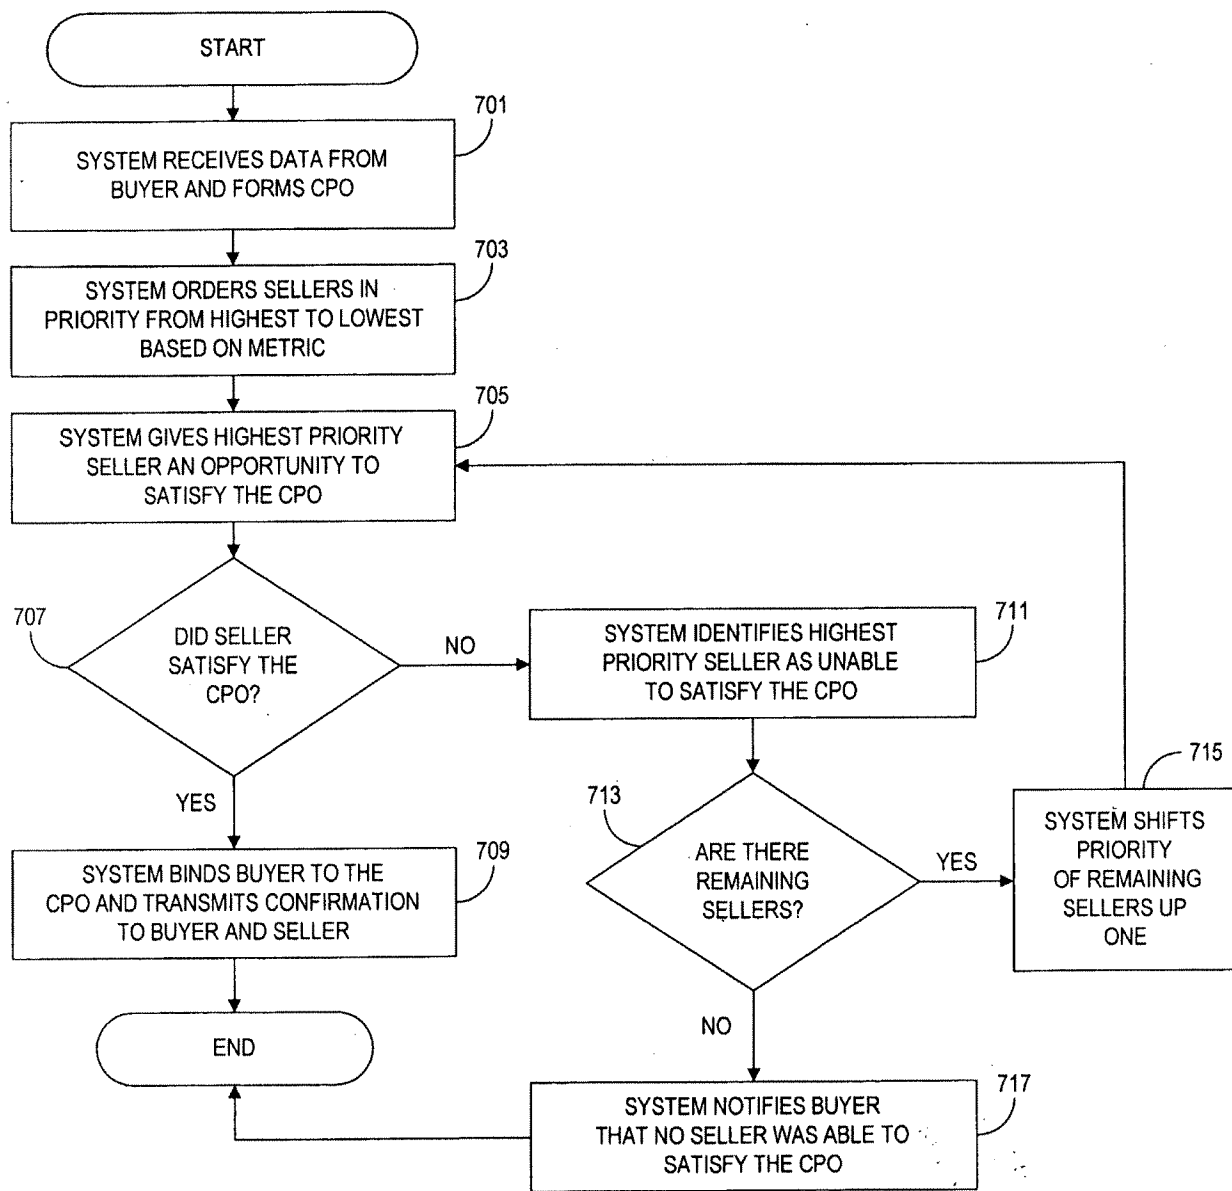 START
701
SYSTEM RECEIVES DATA FROM
BUYER AND FORMS CPO
703
SYSTEM ORDERS SELLERS IN
PRIORITY FROM HIGHEST TO LOWEST
BASED ON METRIC
705
SYSTEM GIVES HIGHEST PRIORITY
SELLER AN OPPORTUNITY TO
SATISFY THE CPO
707
DID SELLER
SATISFY THE
CPO?
NO
711
SYSTEM IDENTIFIES HIGHEST
PRIORITY SELLER AS UNABLE
TO SATISFY THE CPO
YES
713
ARE THERE
REMAINING
SELLERS?
YES
715
SYSTEM SHIFTS
PRIORITY
OF REMAINING
SELLERS UP
ONE
709
SYSTEM BINDS BUYER TO THE
CPO AND TRANSMITS CONFIRMATION
TO BUYER AND SELLER
NO
END
717
SYSTEM NOTIFIES BUYER
THAT NO SELLER WAS ABLE TO
SATISFY THE CPO